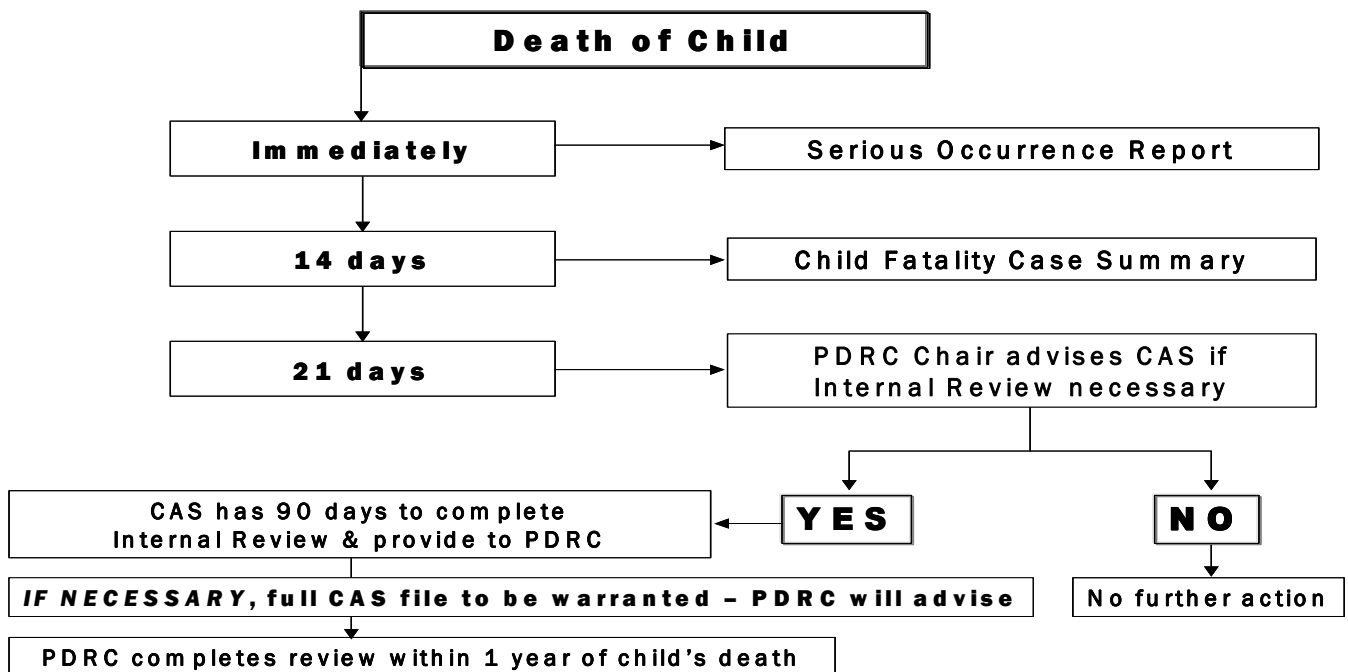 Death of Child
Immediately
Serious Occurrence Report
14 days
Child Fatality Case Summary
21 days
PDRC Chair advises CAS if
Internal Review necessary
YES
NO
CAS has 90 days to complete
Internal Review & provide to PDRC
IF NECESSARY, full CAS file to be warranted – PDRC will advise
No further action
PDRC completes review within 1 year of child's death